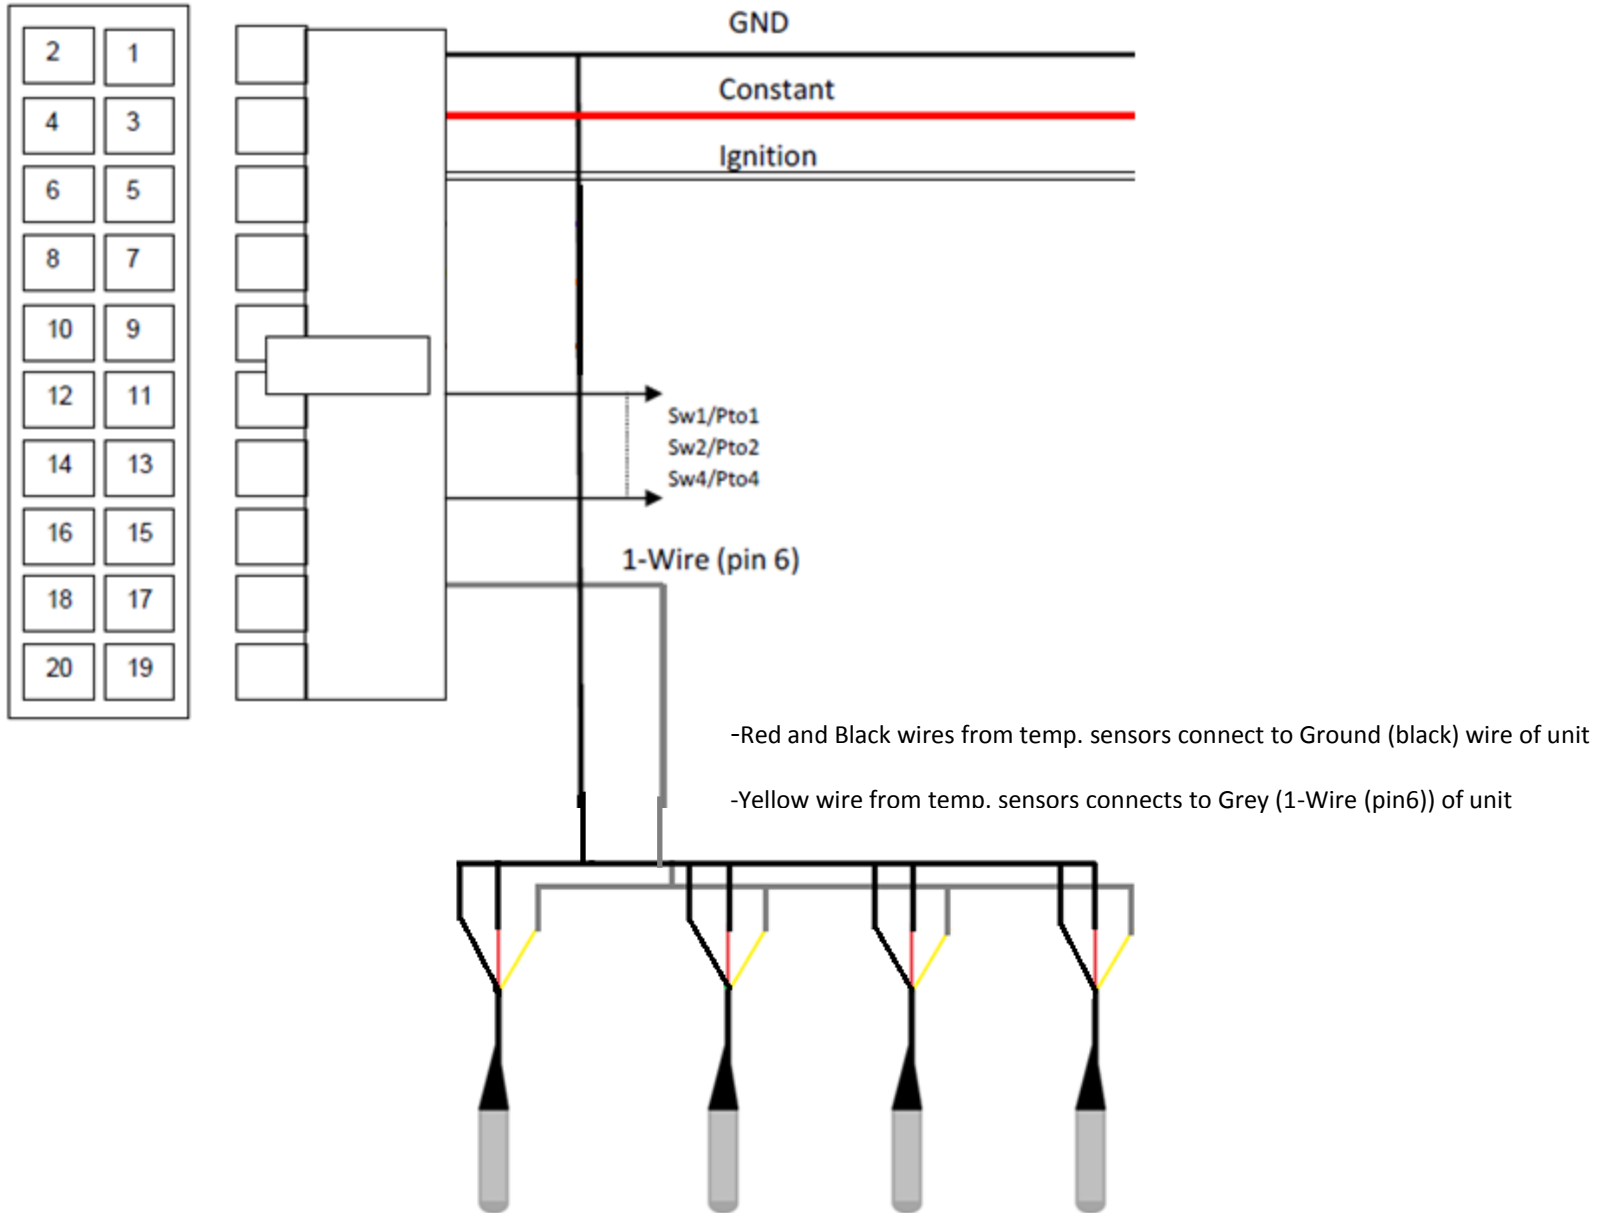 GND
2 1
Constant
4 3
Ignition
6 5
8 7
10 9
12 11
Sw1/Pto1
Sw2/Pto2
14 13
Sw4/Pto4
16 15
1-Wire (pin 6)
18 17
20 19
-Red and Black wires from temp. sensors connect to Ground (black) wire of unit
-Yellow wire from temp. sensors connects to Grey (1-Wire (pin6)) of unit